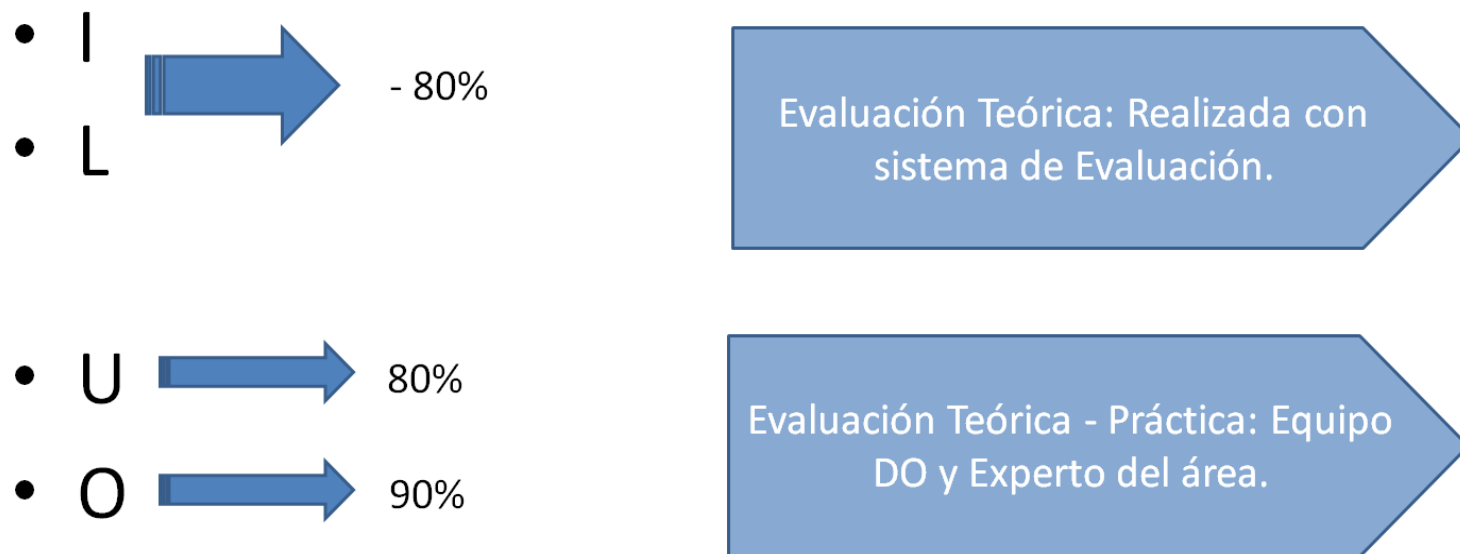 • I
- 80%
• L
Evaluación Teórica: Realizada con
sistema de Evaluación.
• U
80%
• O
90%
Evaluación Teórica - Práctica: Equipo
DO y Experto del área.